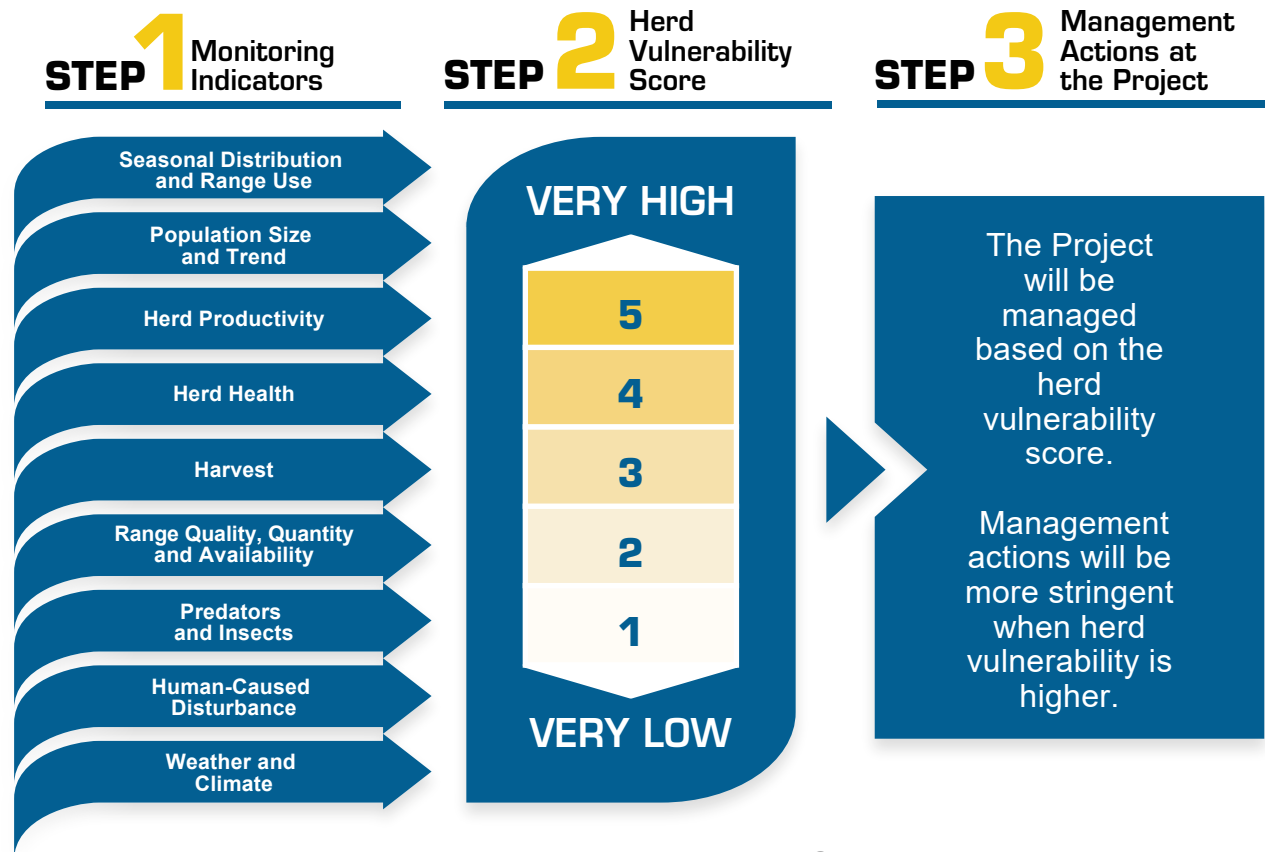 STEP 1 Monitoring
Indicators
Seasonal Distribution
and Range Use
Population Size
and Trend
Herd Productivity
Herd Health
Harvest
Range Quality, Quantity
and Availability
Predators
and Insects
Human-Caused
Disturbance
Weather and
Climate
STEP 2 Herd
Vulnerability
Score
VERY HIGH
5
4
3
2
1
VERY LOW
STEP 3 Management
Actions at
the Project
The Project
will be
managed
based on the
herd
vulnerability
score.
Management
actions will be
more stringent
when herd
vulnerability is
higher.